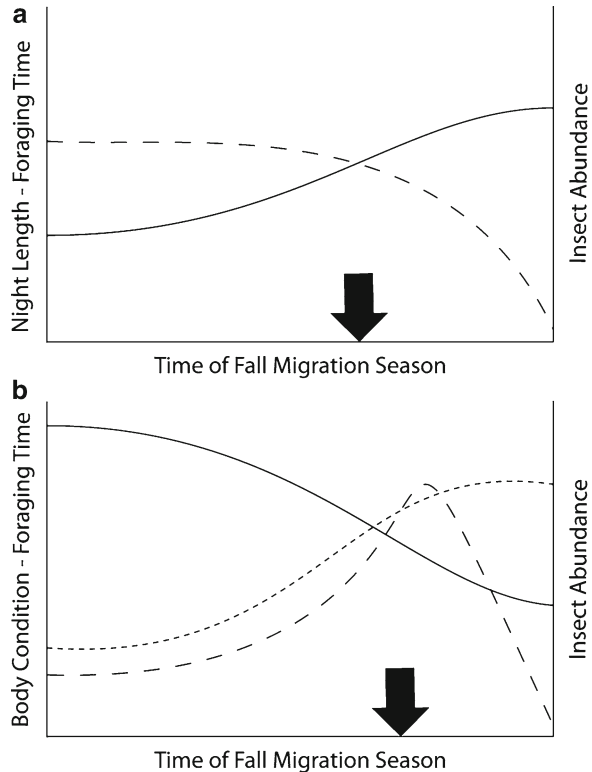 a
Night Length - Foraging Time
Insect Abundance
Time of Fall Migration Season
b
Body Condition - Foraging Time
Insect Abundance
Time of Fall Migration Season